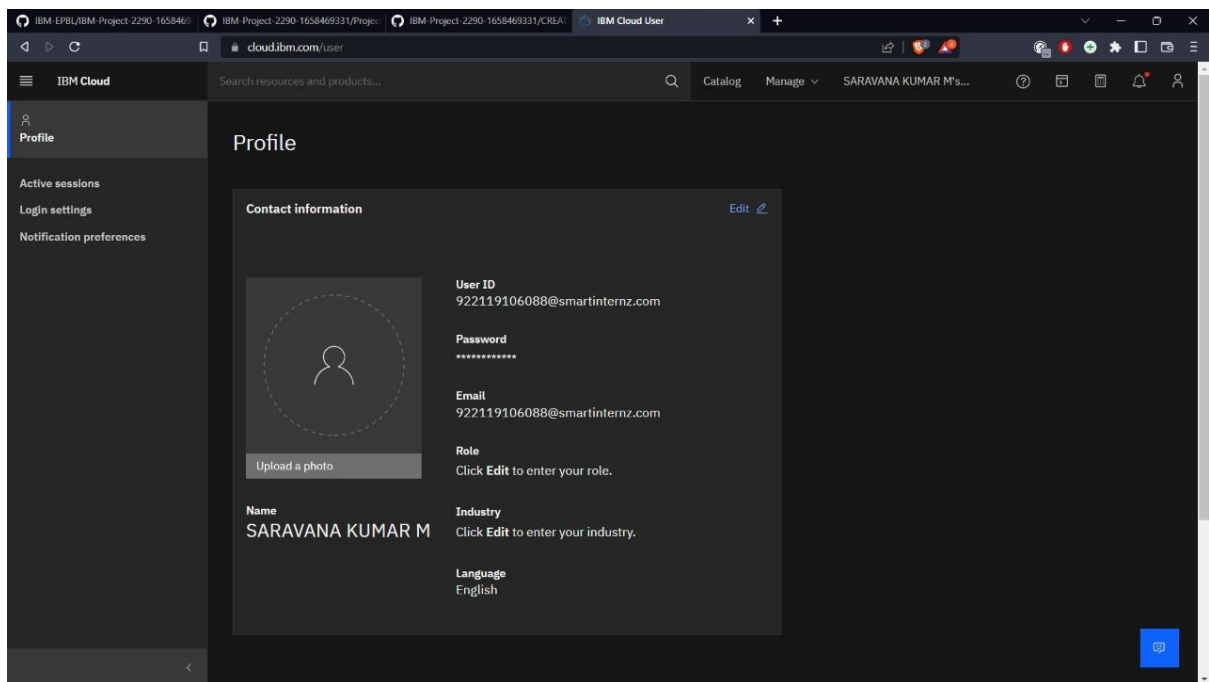 IBM-EPBL/IBM-Project-2290-1658469
IBM-Project-2290-1658469331/Projec
IBM-Project-2290-1658469331/CREAT
IBM Cloud User
cloud.ibm.com/user
IBM Cloud
Search resources and products...
Catalog
Manage
SARAVANA KUMAR M's...
Profile
Active sessions
Login settings
Notification preferences
Profile
Contact information
Edit
Upload a photo
Name
SARAVANA KUMAR M
User ID
922119106088@smartinternz.com
Password
************
Email
922119106088@smartinternz.com
Role
Click Edit to enter your role.
Industry
Click Edit to enter your industry.
Language
English